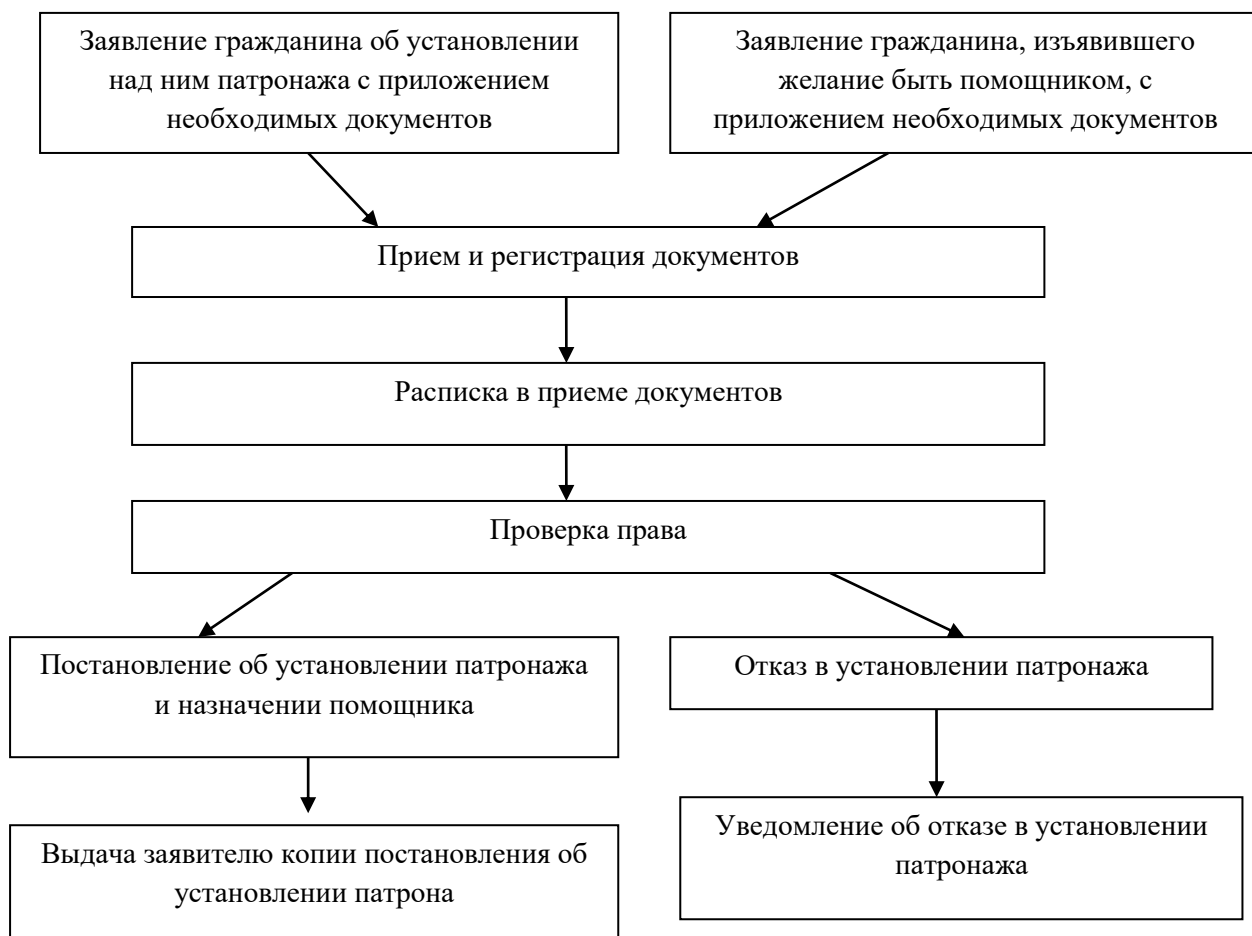 Заявление гражданина об установлении
над ним патронажа с приложением
необходимых документов
Заявление гражданина, изъявившего
желание быть помощником, с
приложением необходимых документов
Прием и регистрация документов
Расписка в приеме документов
Проверка права
Постановление об установлении патронажа
и назначении помощника
Отказ в установлении патронажа
Выдача заявителю копии постановления об
установлении патрона
Уведомление об отказе в установлении
патронажа